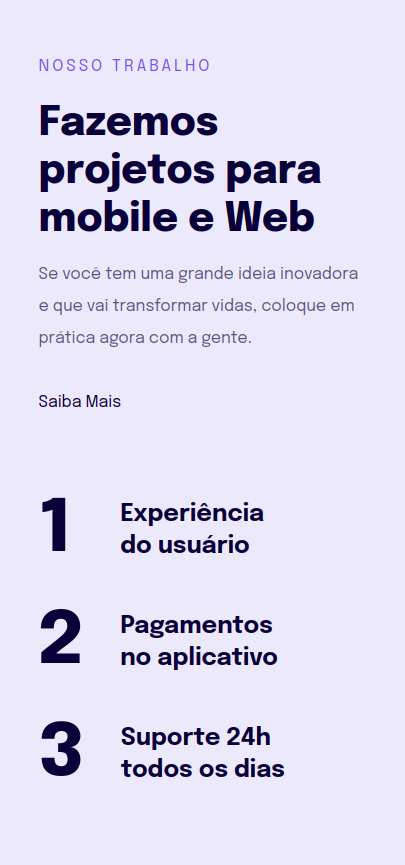 NOSSO TRABALHO
Fazemos
projetos para
mobile e Web
Se você tem uma grande ideia inovadora
e que vai transformar vidas, coloque em
prática agora com a gente.
Saiba Mais
1
Experiência
do usuário
2
Pagamentos
no aplicativo
3
Suporte 24h
todos os dias